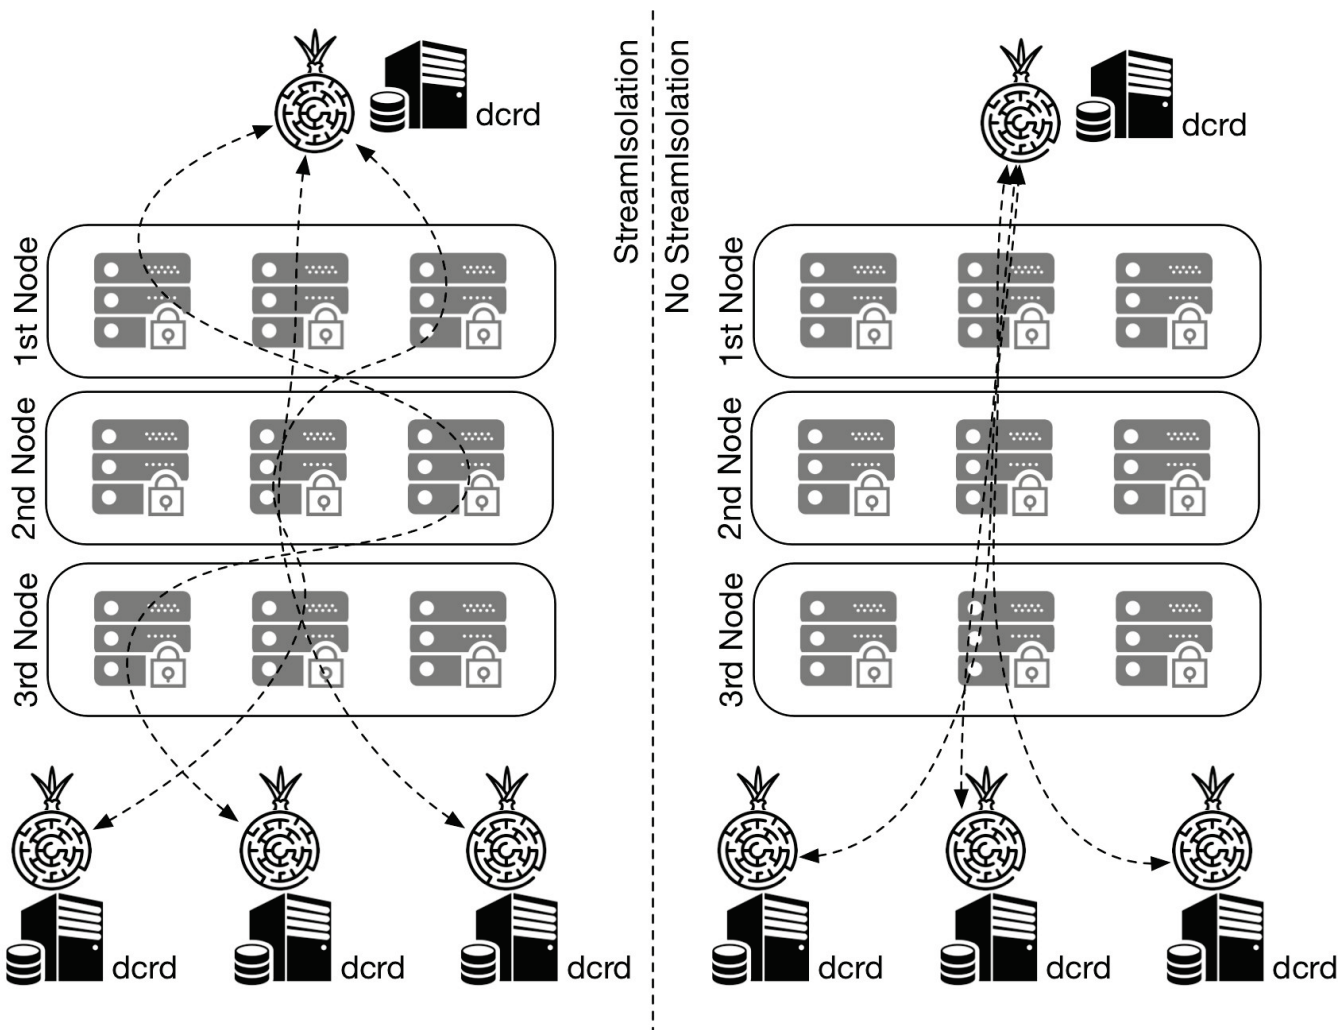 dcrd
StreamIsolation
No StreamIsolation
dcrd
1st Node
2nd Node
3rd Node
1st Node
2nd Node
3rd Node
dcrd
dcrd
dcrd
dcrd
dcrd
dcrd